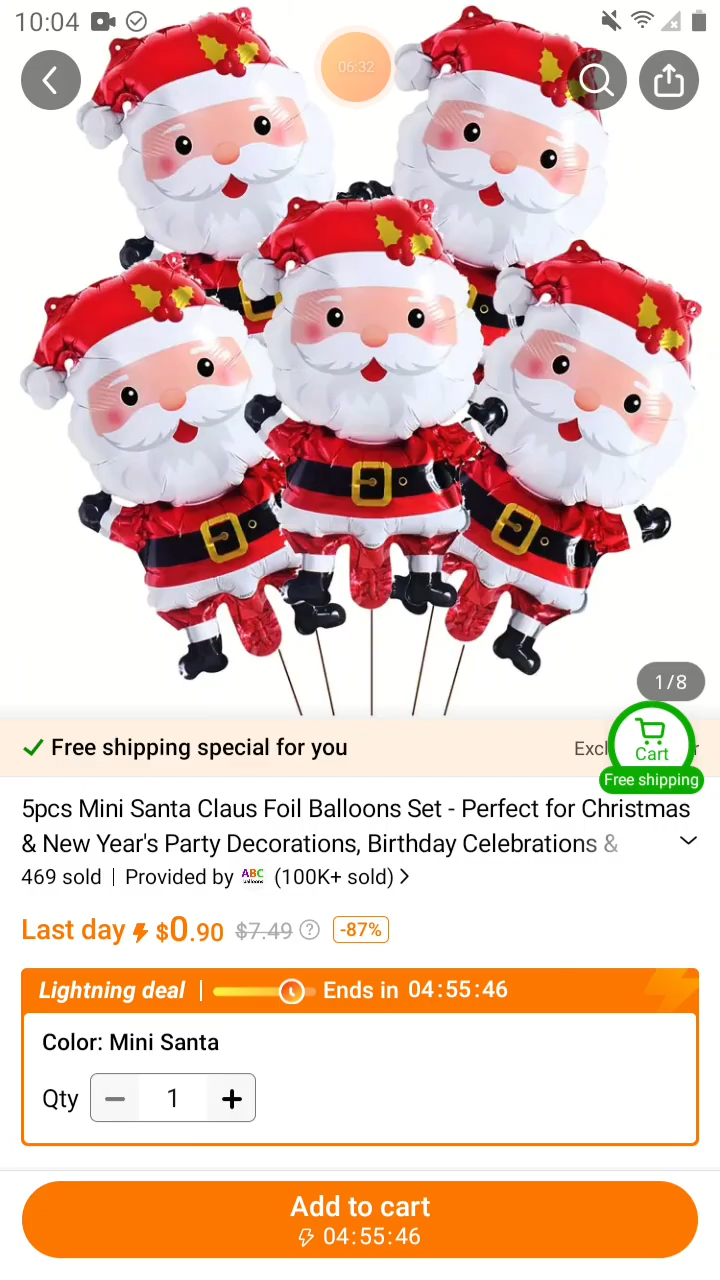 10:04
06:32
1/8
Free shipping special for you
Excl
Cart
Free shipping
5pcs Mini Santa Claus Foil Balloons Set - Perfect for Christmas
& New Year's Party Decorations, Birthday Celebrations &
469 sold | Provided by ABC balloons (100K+ sold) >
Last day $0.90 $7.49 ? -87%
Lightning deal | Ends in 04:55:46
Color: Mini Santa
Qty − 1 +
Add to cart
04:55:46